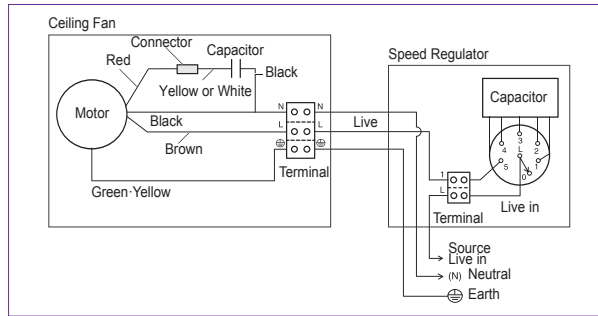 Ceiling Fan
Connector
Capacitor
Red
Yellow or White
Black
Motor
Black
Brown
Green·Yellow
N
N
L
L
Terminal
Live
Speed Regulator
Capacitor
3
L
4
2
5
1
0
1
L
Terminal
Live in
Source
Live in
(N) Neutral
Earth